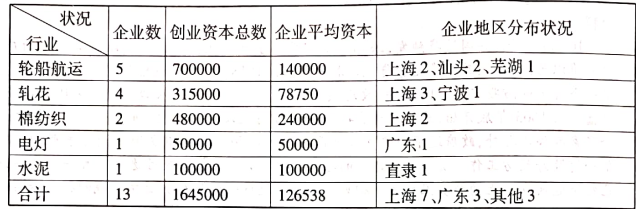 状况
行业 企业数 创业资本总数 企业平均资本 企业地区分布状况
轮船航运 5 700000 140000 上海2、汕头2、芜湖1
轧花 4 315000 78750 上海3、宁波1
棉纺织 2 480000 240000 上海2
电灯 1 50000 50000 广东1
水泥 1 100000 100000 直隶1
合计 13 1645000 126538 上海7、广东3、其他3